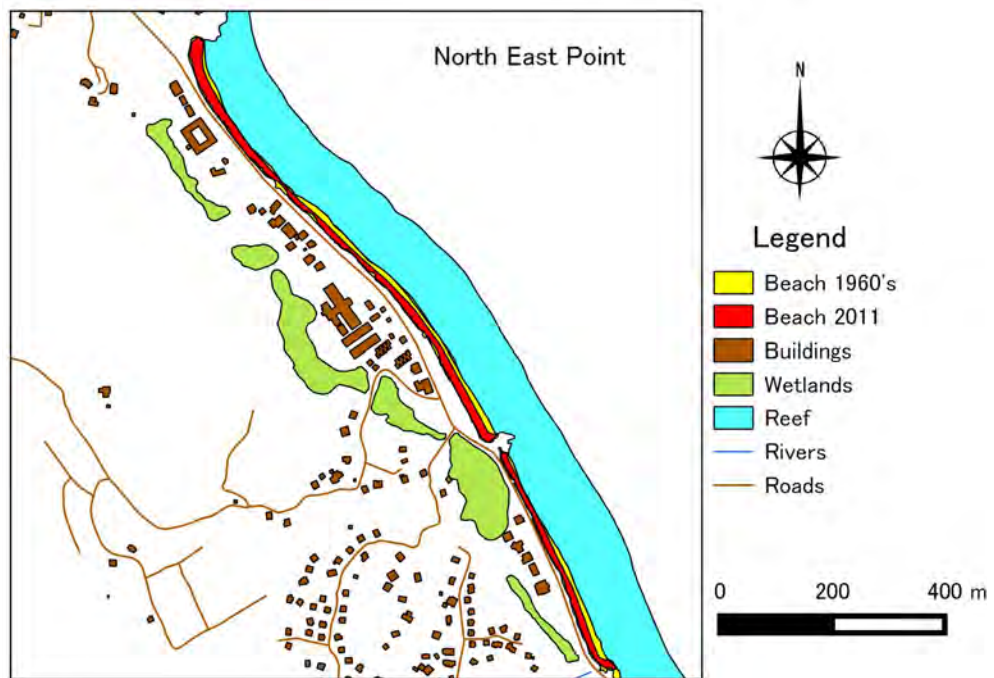 North East Point
N
Legend
Beach 1960's
Beach 2011
Buildings
Wetlands
Reef
Rivers
Roads
0 200 400 m